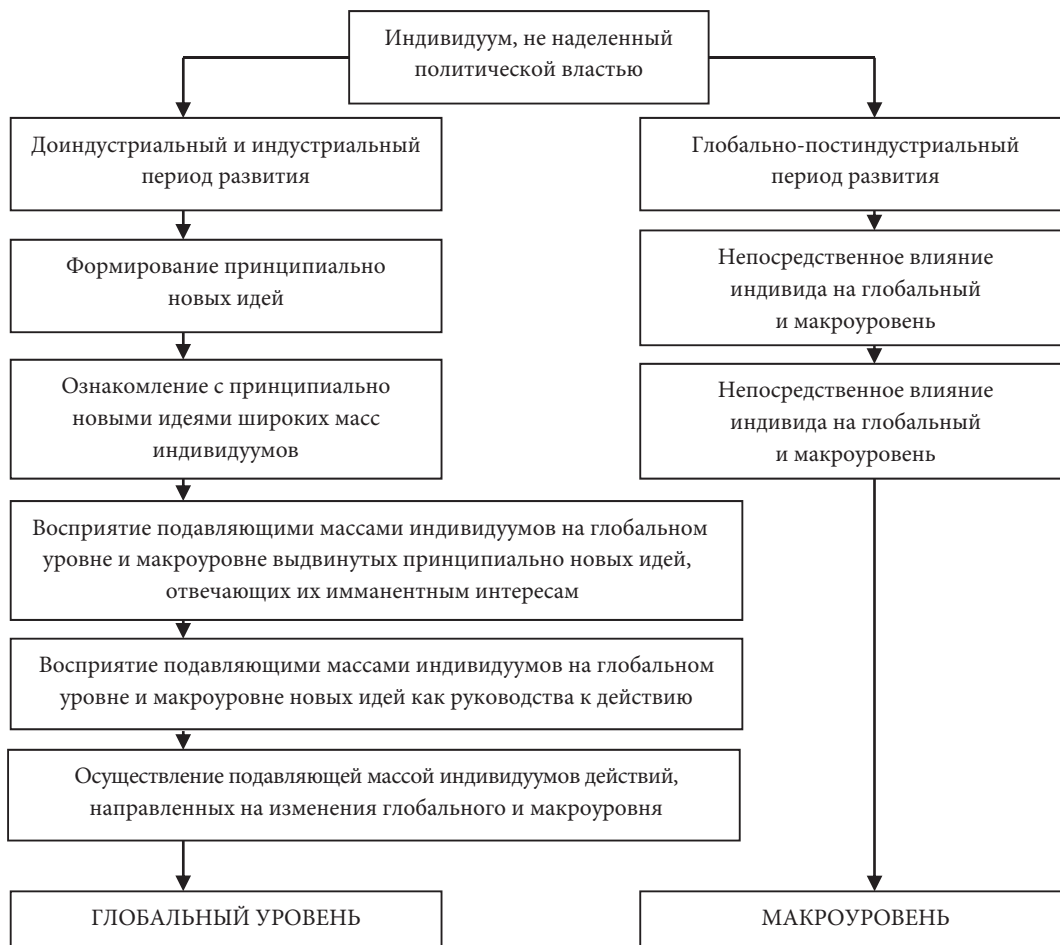 Индивидуум, не наделенный
политической властью
Доиндустриальный и индустриальный
период развития
Формирование принципиально
новых идей
Ознакомление с принципиально
новыми идеями широких масс
индивидуумов
Восприятие подавляющими массами индивидуумов на глобальном
уровне и макроуровне выдвинутых принципиально новых идей,
отвечающих их имманентным интересам
Восприятие подавляющими массами индивидуумов на глобальном
уровне и макроуровне новых идей как руководства к действию
Осуществление подавляющей массой индивидуумов действий,
направленных на изменения глобального и макроуровня
ГЛОБАЛЬНЫЙ УРОВЕНЬ
Глобально-постиндустриальный
период развития
Непосредственное влияние
индивида на глобальный
и макроуровень
Непосредственное влияние
индивида на глобальный
и макроуровень
МАКРОУРОВЕНЬ